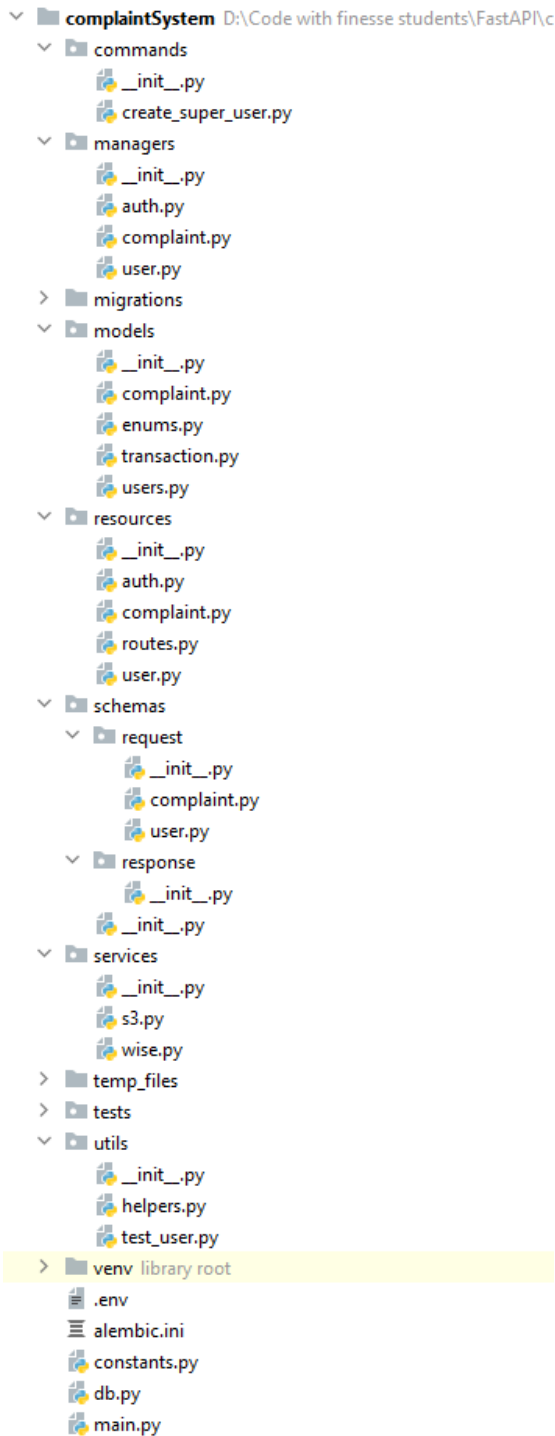 complaintSystem D:\Code with finesse students\FastAPI\c
commands
__init__.py
create_super_user.py
managers
__init__.py
auth.py
complaint.py
user.py
migrations
models
__init__.py
complaint.py
enums.py
transaction.py
users.py
resources
__init__.py
auth.py
complaint.py
routes.py
user.py
schemas
request
__init__.py
complaint.py
user.py
response
__init__.py
__init__.py
services
__init__.py
s3.py
wise.py
temp_files
tests
utils
__init__.py
helpers.py
test_user.py
venv library root
.env
alembic.ini
constants.py
db.py
main.py